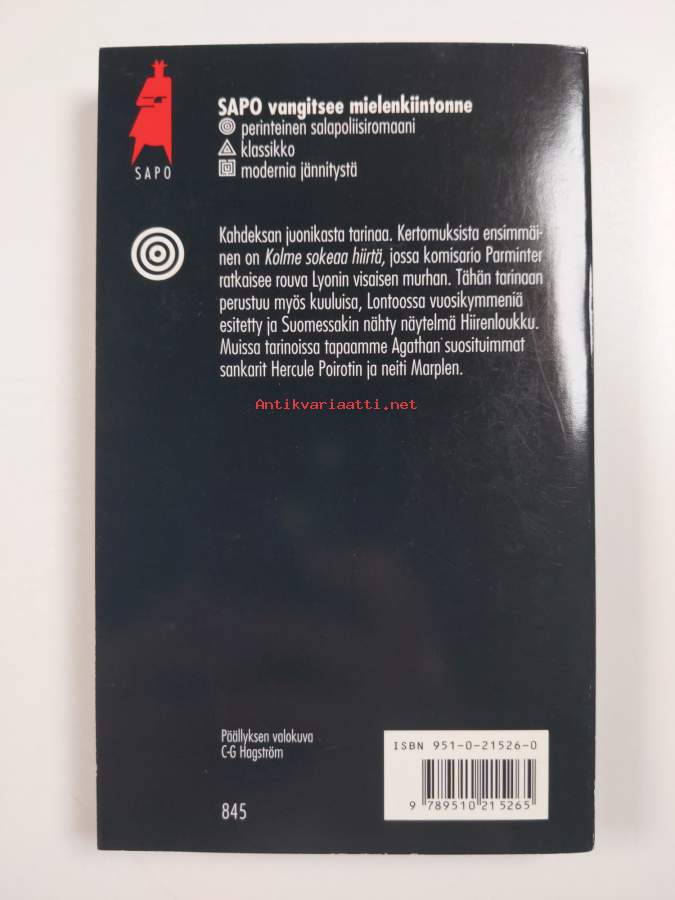 SAPO
SAPO vangitsee mielenkiintonne
perinteinen salapoliisiromaani
klassikko
modernia jännitystä
Kahdeksan juonikasta tarinaa. Kertomuksista ensimmäi-
nen on Kolme sokeaa hiirtä, jossa komisario Parminter
ratkaisee rouva Lyonin visaisen murhan. Tähän tarinaan
perustuu myös kuuluisa, Lontoossa vuosikymmeniä
esitetty ja Suomessakin nähty näytelmä Hiirenloukku.
Muissa tarinoissa tapaamme Agathan suosituimmat
sankarit Hercule Poirotin ja neiti Marplen.
Antikvariaatti.net
Päällyksen valokuva
C-G Hagström
845
ISBN 951-0-21526-0
9 789510 215265